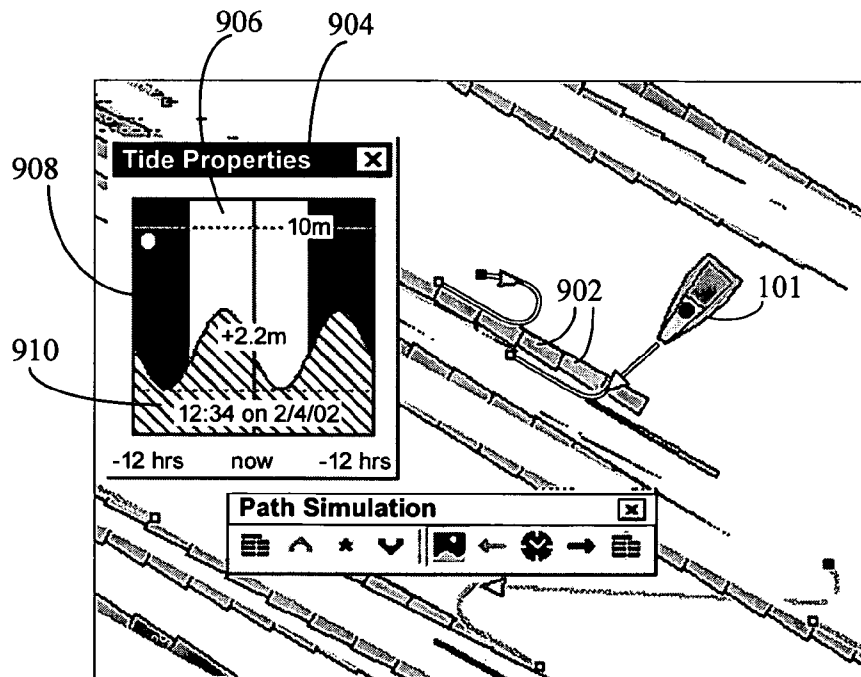 906
904
908
Tide Properties
10m
101
902
+2.2m
910
12:34 on 2/4/02
-12 hrs now -12 hrs
Path Simulation